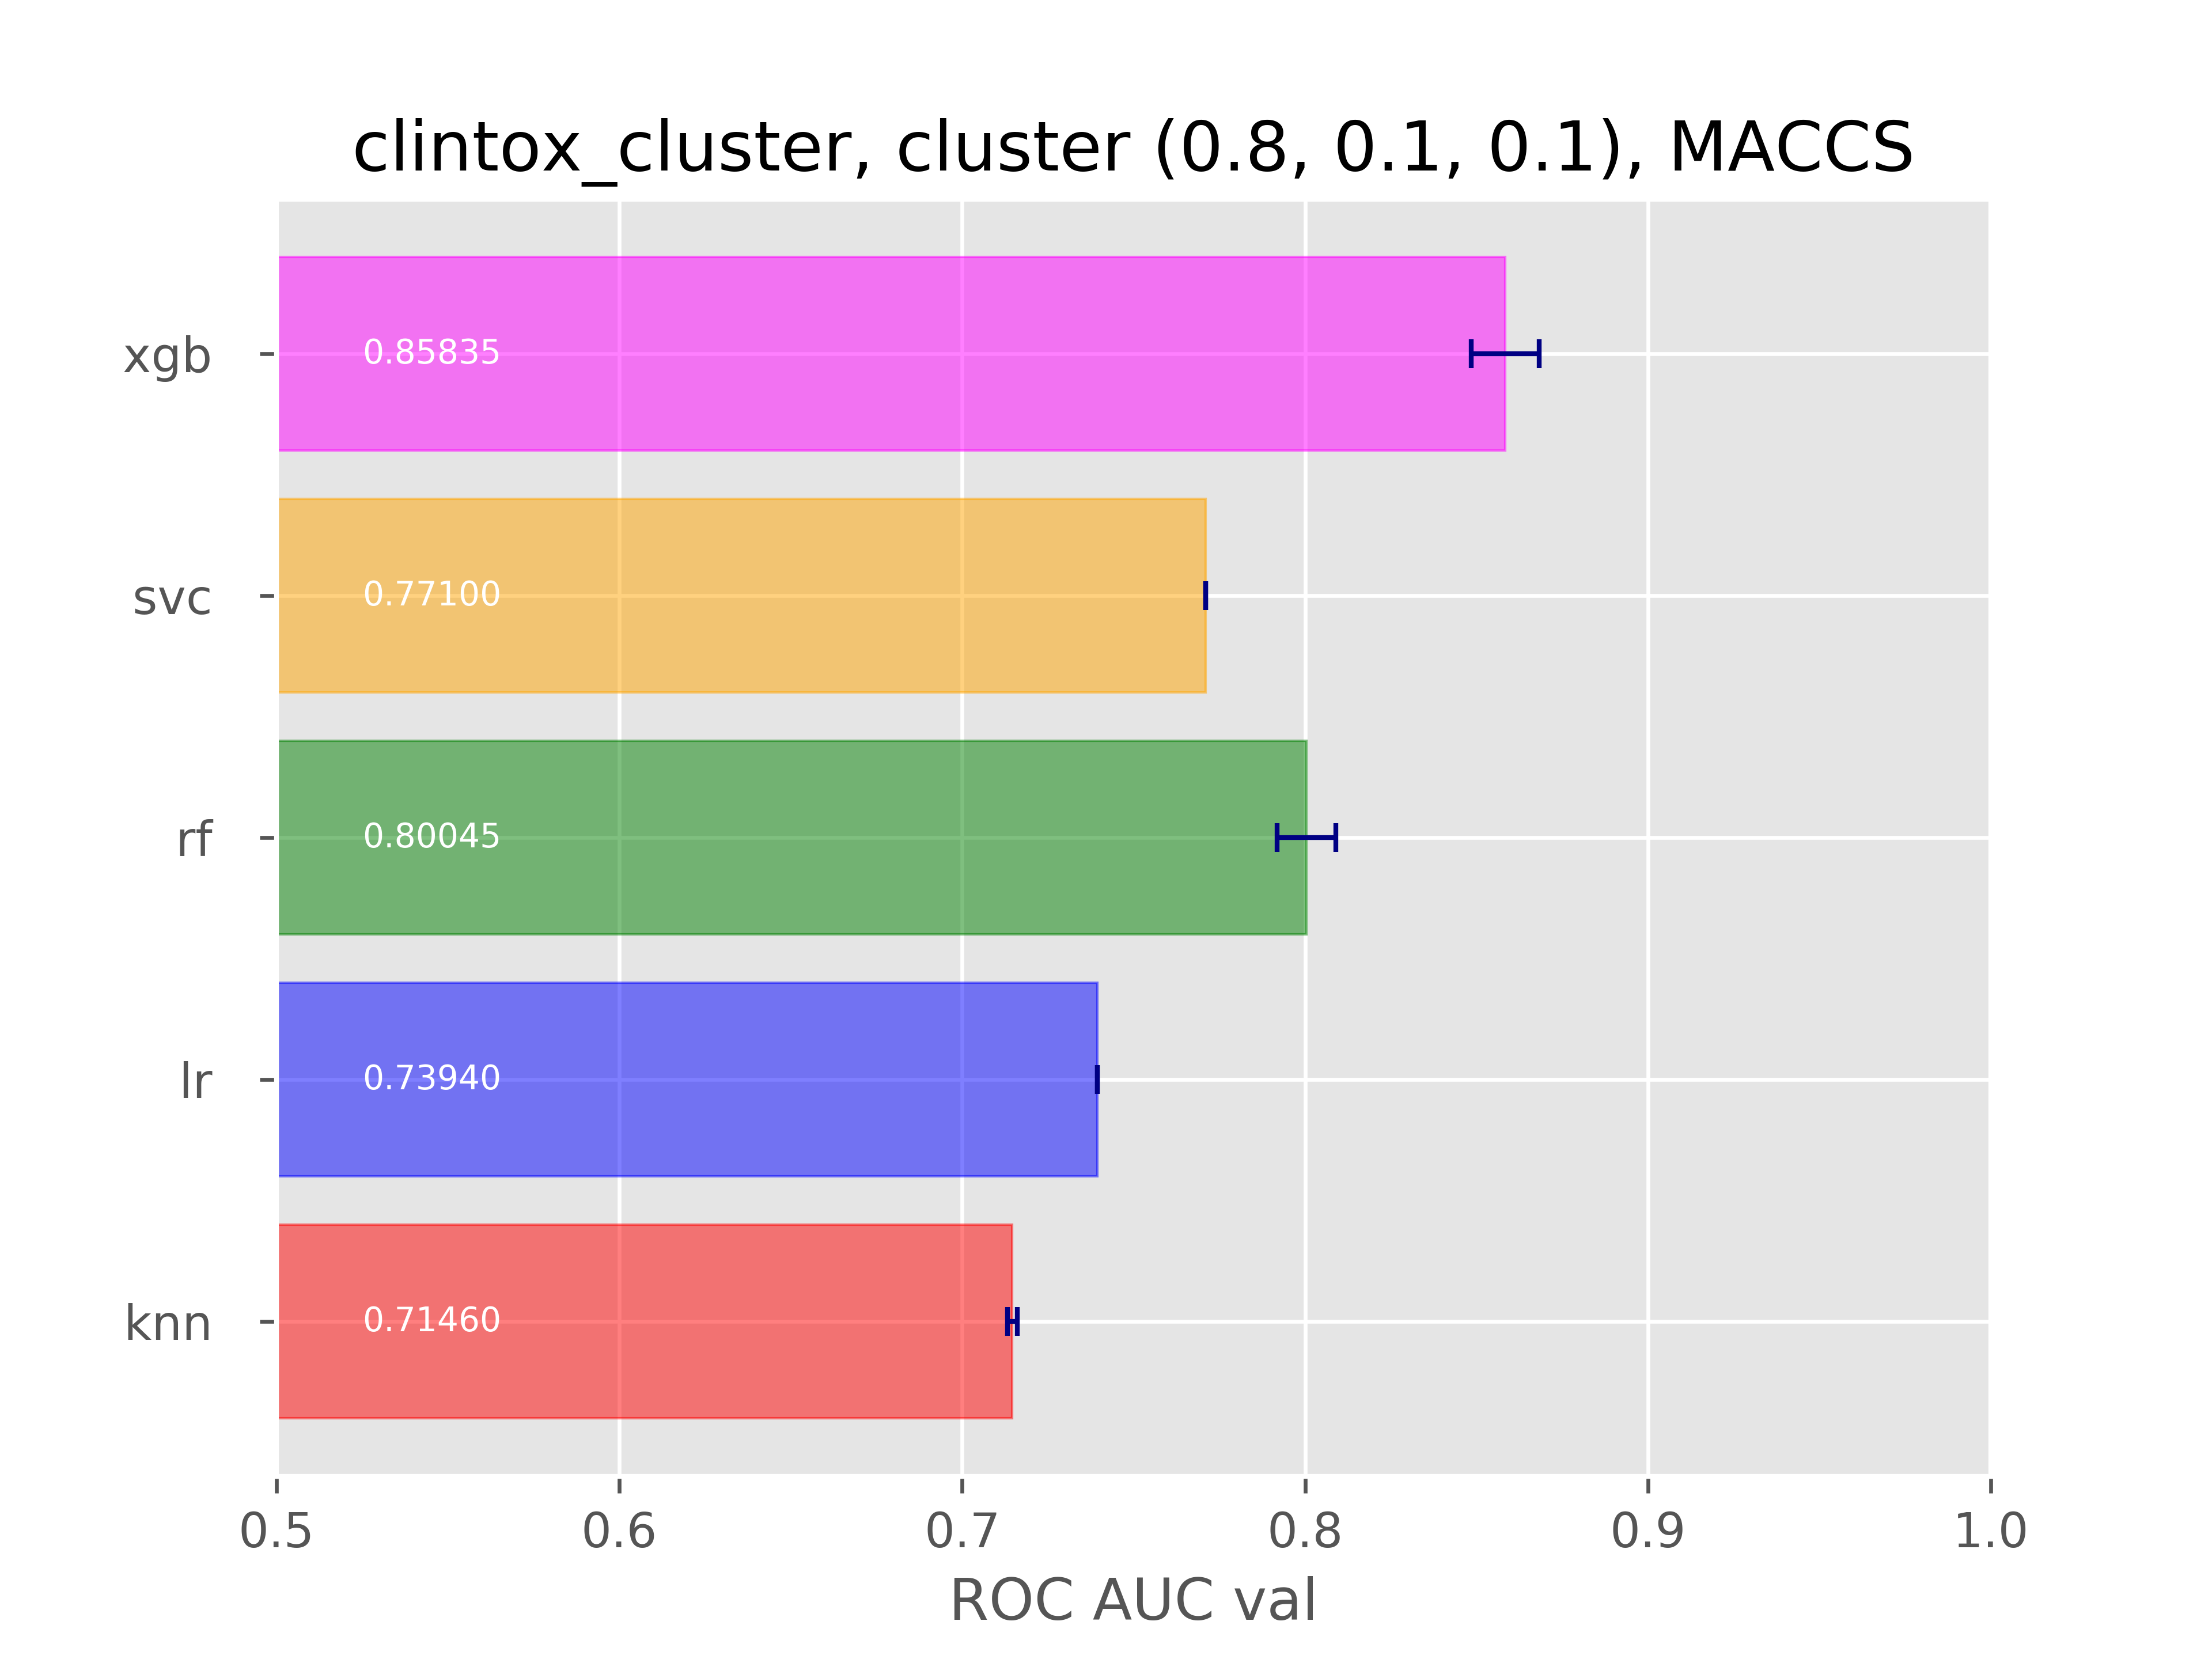 clintox_cluster, cluster (0.8, 0.1, 0.1), MACCS
xgb
0.85835
svc
0.77100
rf
0.80045
lr
0.73940
knn
0.71460
0.5 0.6 0.7 0.8 0.9 1.0
ROC AUC val